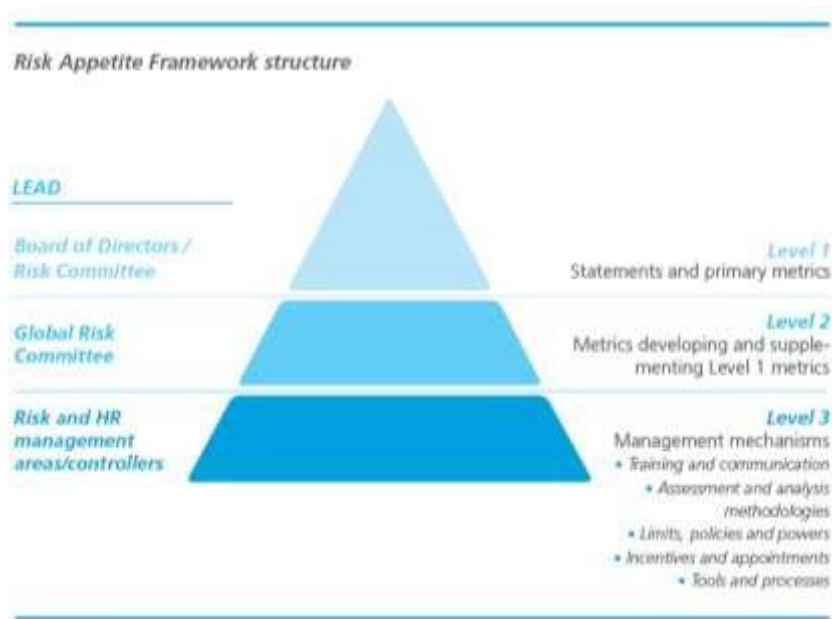 Risk Appetite Framework structure
LEAD
Board of Directors /
Risk Committee
Level 1
Statements and primary metrics
Global Risk
Committee
Level 2
Metrics developing and supple-
menting Level 1 metrics
Risk and HR
management
areas/controllers
Level 3
Management mechanisms
• Training and communication
• Assessment and analysis
methodologies
• Limits, policies and powers
• Incentives and appointments
• Tools and processes